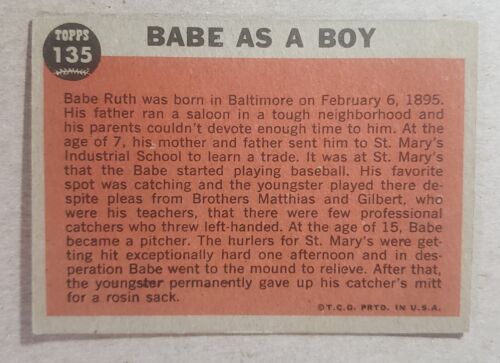 TOPPS
135
BABE AS A BOY
Babe Ruth was born in Baltimore on February 6, 1895.
His father ran a saloon in a tough neighborhood and
his parents couldn't devote enough time to him. At the
age of 7, his mother and father sent him to St. Mary's
Industrial School to learn a trade. It was at St. Mary's
that the Babe started playing baseball. His favorite
spot was catching and the youngster played there de-
spite pleas from Brothers Matthias and Gilbert, who
were his teachers, that there were few professional
catchers who threw left-handed. At the age of 15, Babe
became a pitcher. The hurlers for St. Mary's were get-
ting hit exceptionally hard one afternoon and in des-
peration Babe went to the mound to relieve. After that,
the youngster permanently gave up his catcher's mitt
for a rosin sack.
©T.C.G. PRTD. IN U.S.A.